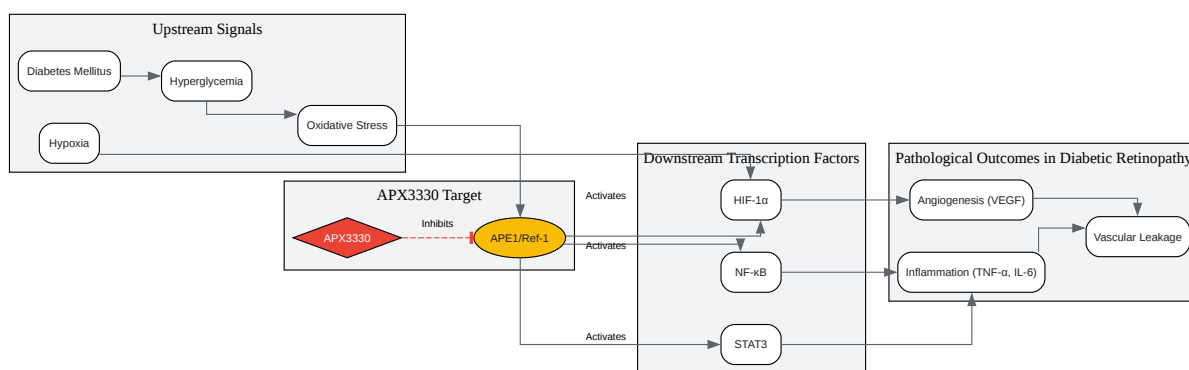 Upstream Signals
Diabetes Mellitus
Hyperglycemia
Oxidative Stress
Hypoxia
APX3330 Target
APX3330
Inhibits
APE1/Ref-1
Activates
Activates
Activates
Downstream Transcription Factors
HIF-1α
NF-κB
STAT3
Pathological Outcomes in Diabetic Retinopathy
Angiogenesis (VEGF)
Vascular Leakage
Inflammation (TNF-α, IL-6)